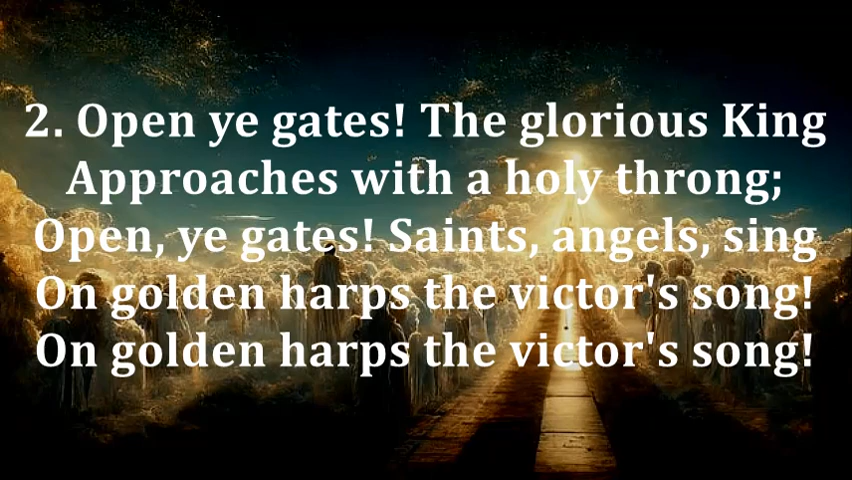 2. Open ye gates! The glorious King
Approaches with a holy throng;
Open, ye gates! Saints, angels, sing
On golden harps the victor's song!
On golden harps the victor's song!